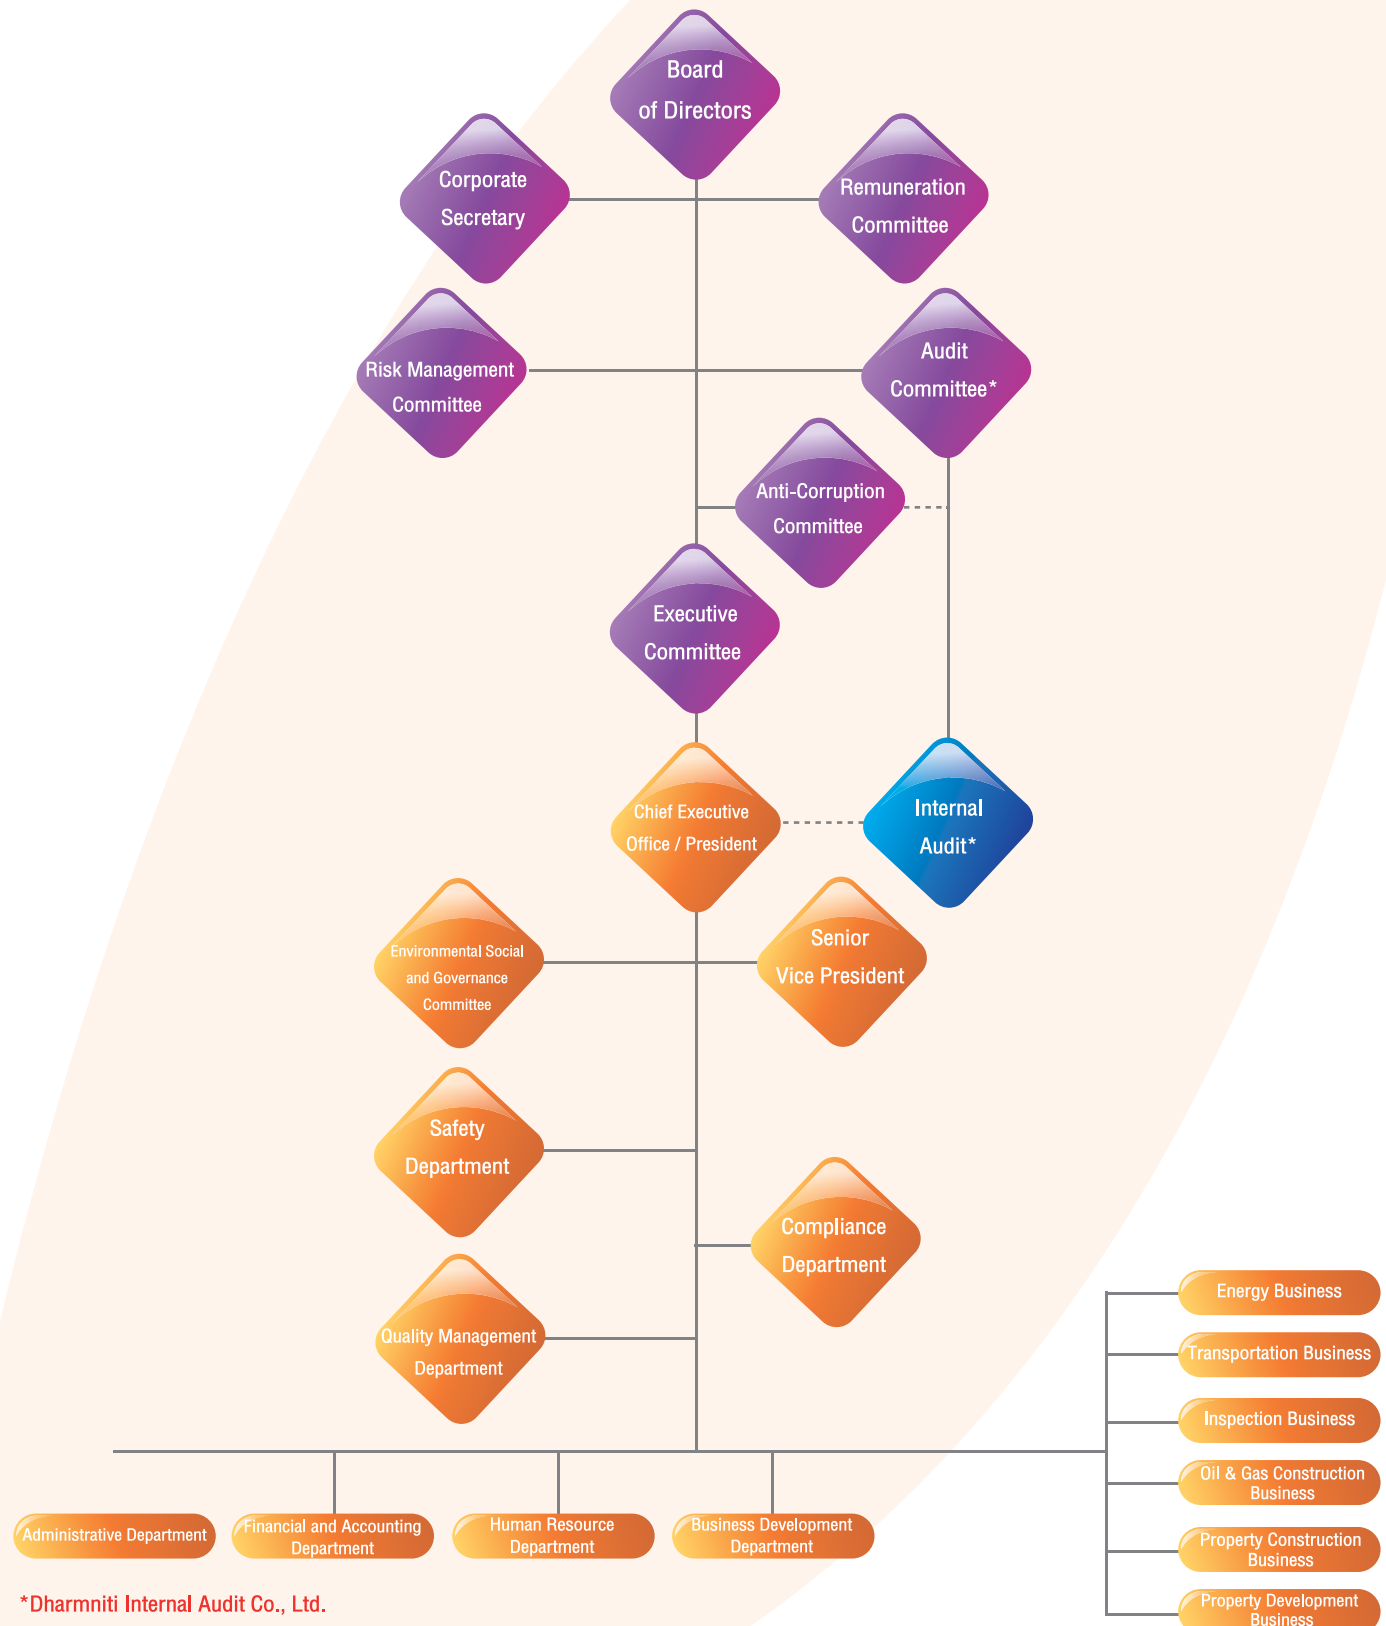 Board
of Directors
Corporate
Secretary
Remuneration
Committee
Risk Management
Committee
Audit
Committee*
Anti-Corruption
Committee
Executive
Committee
Chief Executive
Office / President
Internal
Audit*
Environmental Social
and Governance
Committee
Senior
Vice President
Safety
Department
Compliance
Department
Quality Management
Department
Energy Business
Transportation Business
Inspection Business
Oil & Gas Construction
Business
Property Construction
Business
Property Development
Business
Administrative Department
Financial and Accounting
Department
Human Resource
Department
Business Development
Department
*Dharmniti Internal Audit Co., Ltd.